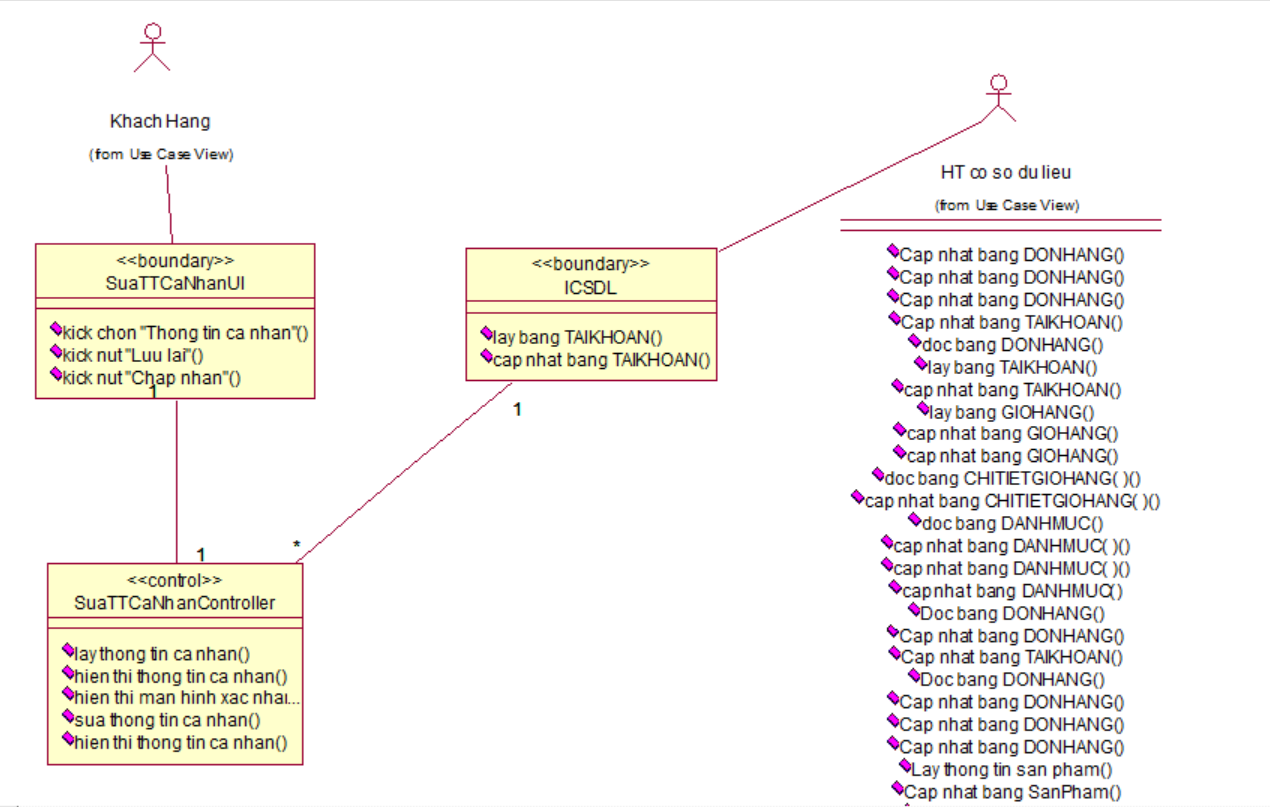 Khach Hang
(fom Use Case View)
<<boundary>>
SuaTTCaNhanUI
kick chon "Thong tin ca nhan"()
kick nut "Luu lai"()
kick nut "Chap nhan"()
1
1
<<control>>
SuaTTCaNhanController
lay thong tin ca nhan()
hien thi thong tin ca nhan()
hien thi man hinh xac nhai...
sua thong tin ca nhan()
hien thi thong tin ca nhan()
<<boundary>>
ICSDL
lay bang TAIKHOAN()
cap nhat bang TAIKHOAN()
1
*
HT co so du lieu
(from Use Case View)
Cap nhat bang DONHANG()
Cap nhat bang DONHANG()
Cap nhat bang DONHANG()
Cap nhat bang TAIKHOAN()
doc bang DONHANG()
lay bang TAIKHOAN()
cap nhat bang TAIKHOAN()
lay bang GIOHANG()
cap nhat bang GIOHANG()
cap nhat bang GIOHANG()
doc bang CHITIETGIOHANG( )()
cap nhat bang CHITIETGIOHANG( )()
doc bang DANHMUC()
cap nhat bang DANHMUC( )()
cap nhat bang DANHMUC( )()
capnhat bang DANHMUC()
Doc bang DONHANG()
Cap nhat bang DONHANG()
Cap nhat bang TAIKHOAN()
Doc bang DONHANG()
Cap nhat bang DONHANG()
Cap nhat bang DONHANG()
Cap nhat bang DONHANG()
Lay thong tin san pham()
Cap nhat bang SanPham()